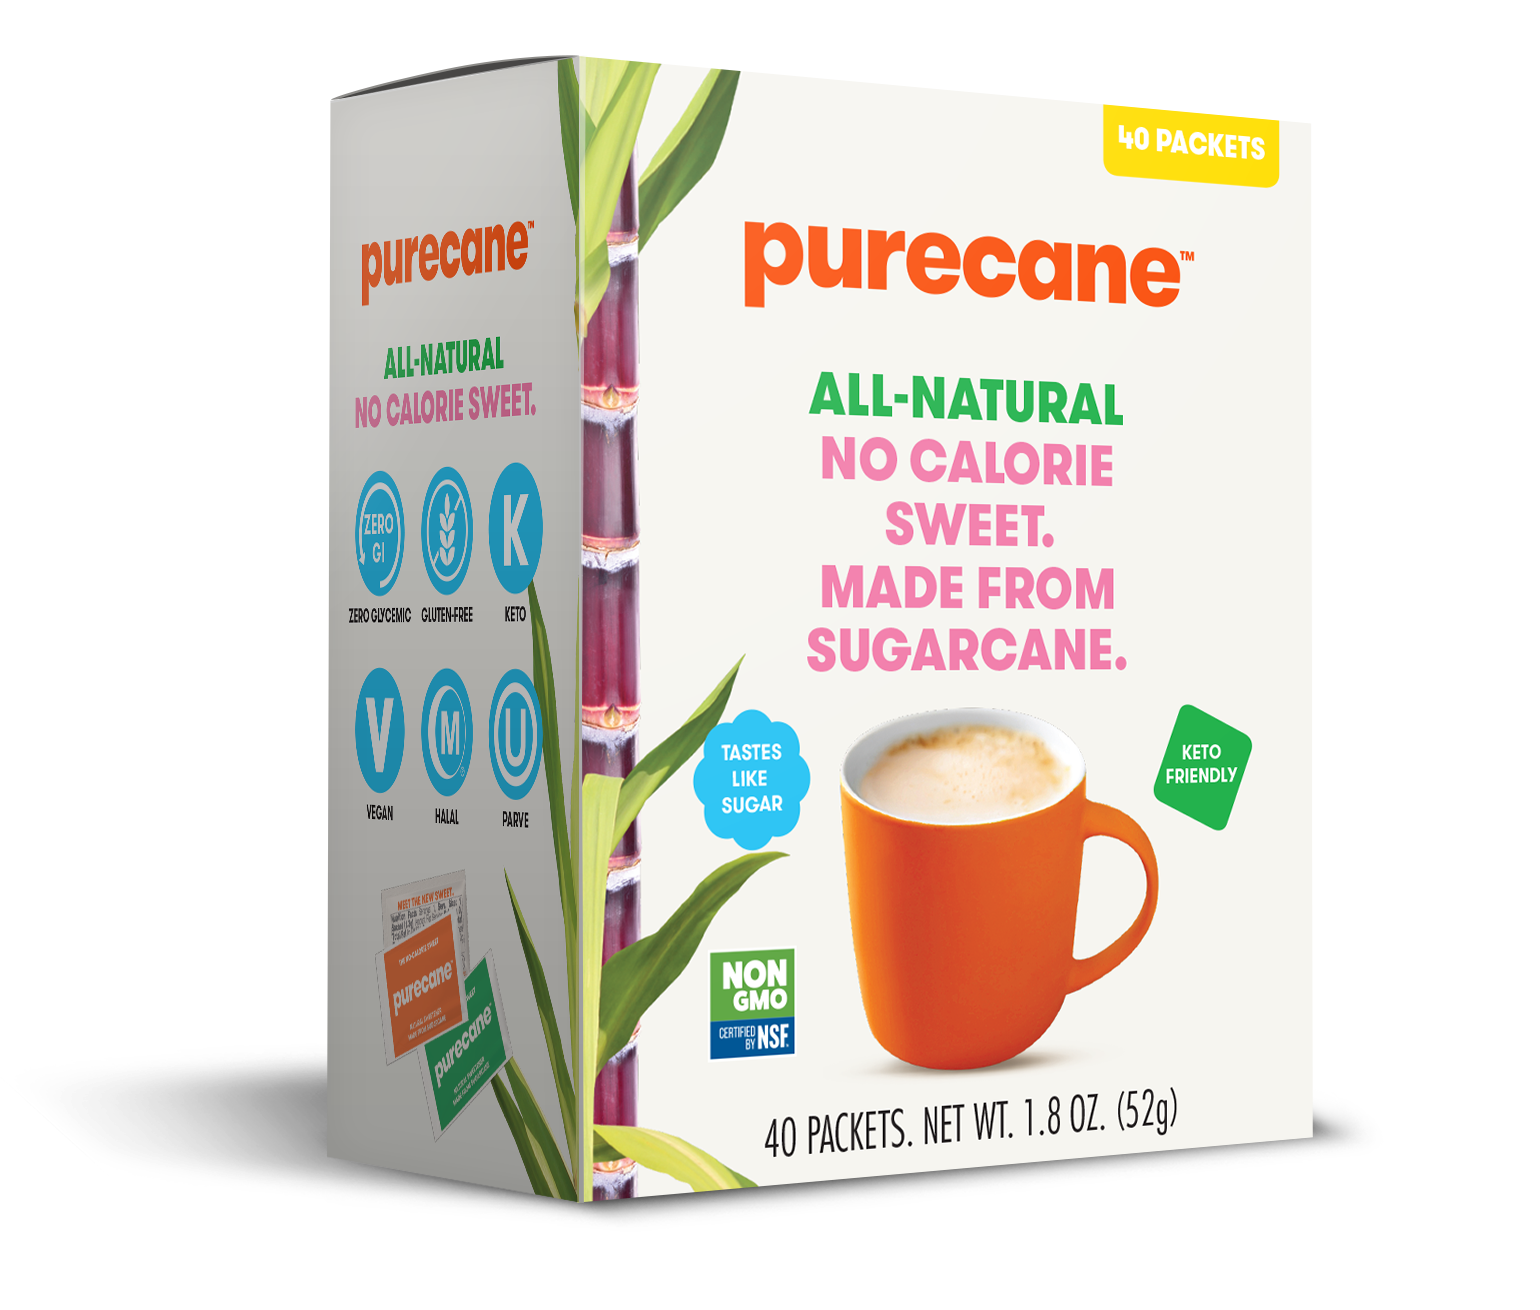 purecane™
ALL-NATURAL
NO CALORIE SWEET.
ZERO
GI
K
ZERO GLYCEMIC
GLUTEN-FREE
KETO
V
M
U
VEGAN
HALAL
PARVE
MEET THE NEW SWEET.
purecane™
purecane™
40 PACKETS
purecane™
ALL-NATURAL
NO CALORIE
SWEET.
MADE FROM
SUGARCANE.
TASTES
LIKE
SUGAR
KETO
FRIENDLY
NON
GMO
CERTIFIED
BY NSF.
40 PACKETS. NET WT. 1.8 OZ. (52g)